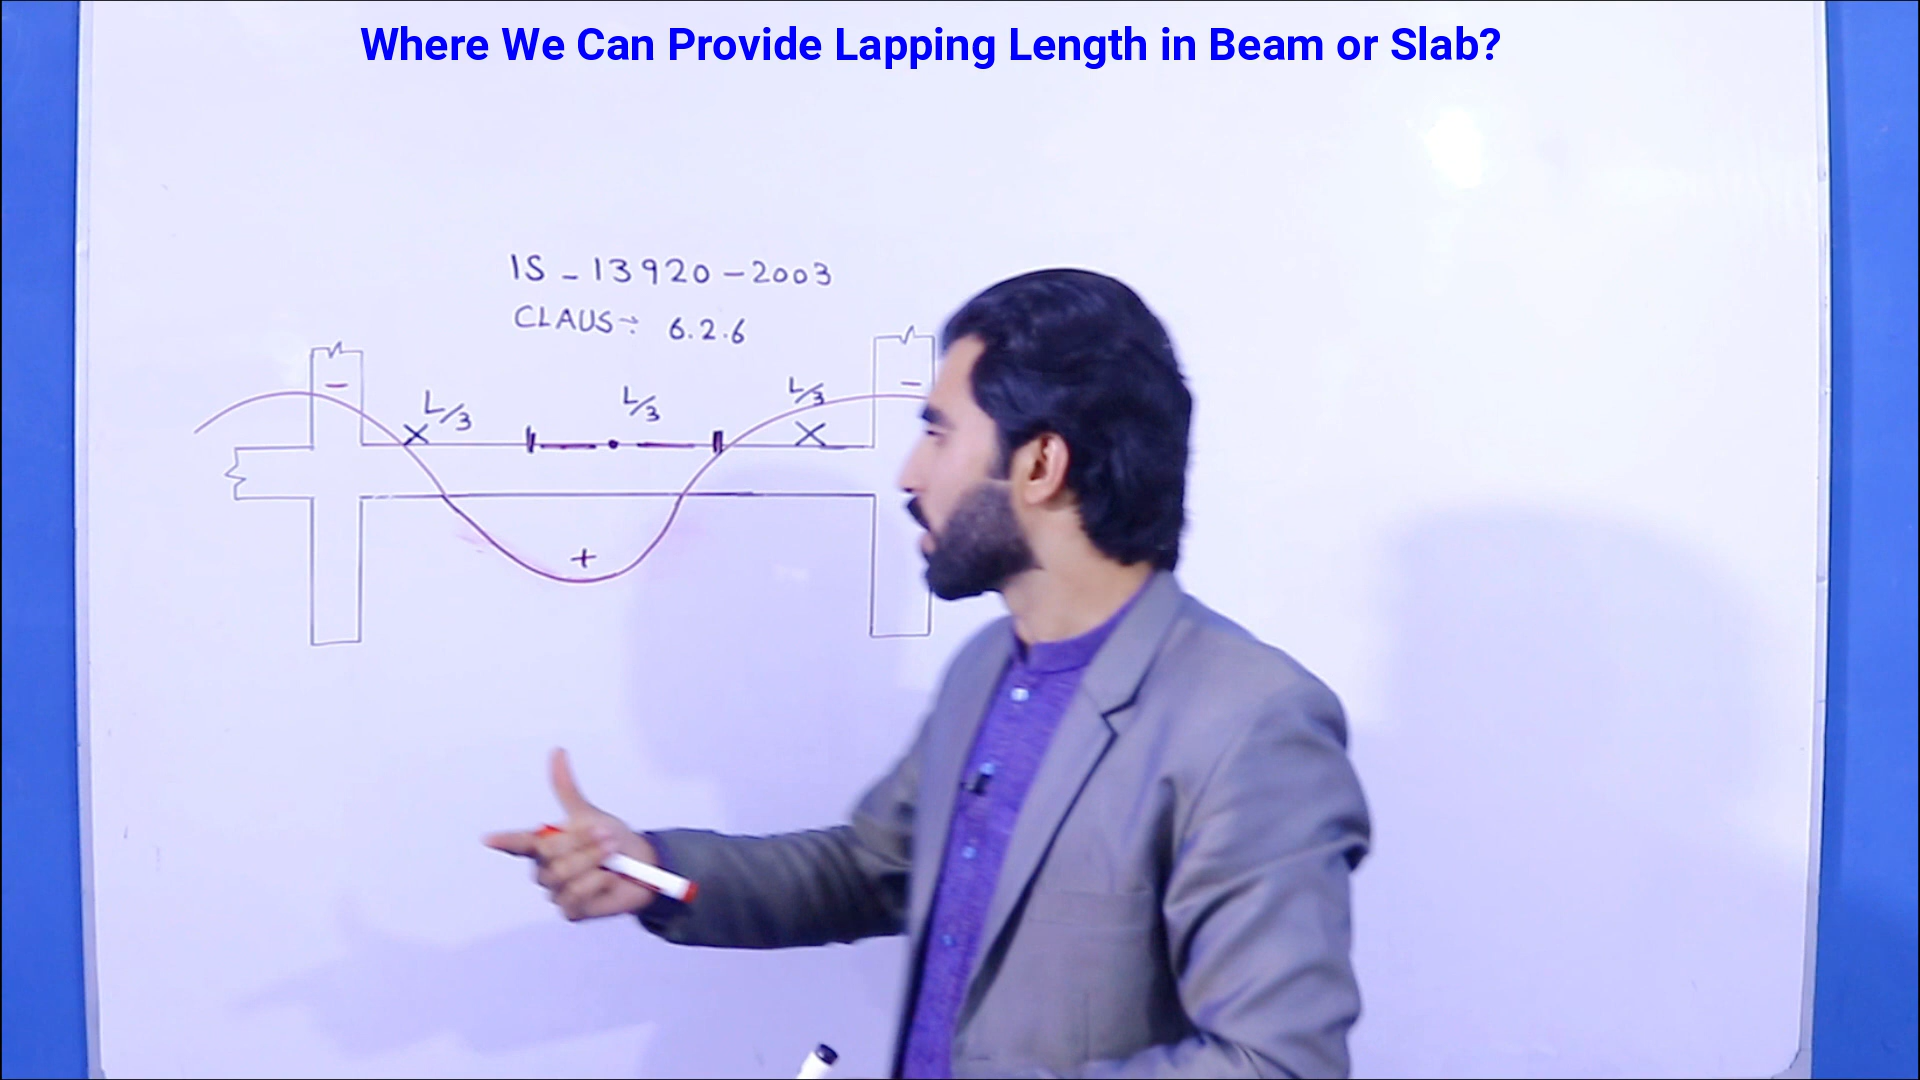 Where We Can Provide Lapping Length in Beam or Slab?
IS - 13920 - 2003
CLAUS:- 6.2.6
L/3 L/3 L/3
- -
X X
+